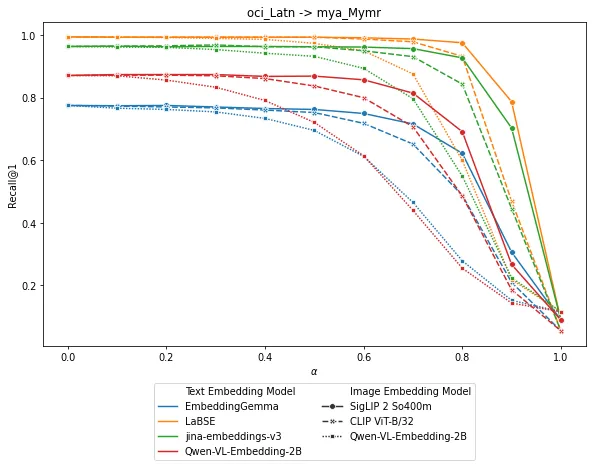 oci_Latn -> mya_Mymr
1.0
0.8
0.6
0.4
0.2
Recall@1
0.0 0.2 0.4 0.6 0.8 1.0
α
Text Embedding Model Image Embedding Model
EmbeddingGemma SigLIP 2 So400m
LaBSE CLIP ViT-B/32
jina-embeddings-v3 Qwen-VL-Embedding-2B
Qwen-VL-Embedding-2B